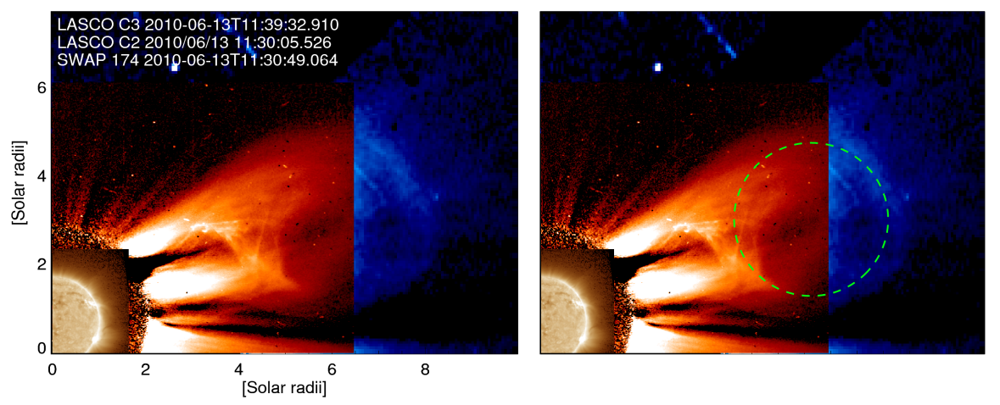 LASCO C3 2010-06-13T11:39:32.910
LASCO C2 2010/06/13 11:30:05.526
SWAP 174 2010-06-13T11:30:49.064
6
4
2
0
[Solar radii]
0 2 4 6 8
[Solar radii]